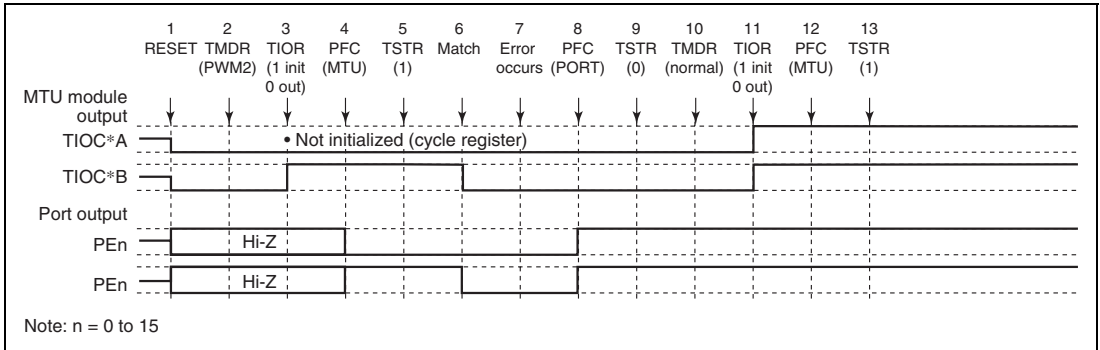 1 2 3 4 5 6 7 8 9 10 11 12 13
RESET TMDR TIOR PFC TSTR Match Error PFC TSTR TMDR TIOR PFC TSTR
(PWM2) (1 init (MTU) (1) occurs (PORT) (0) (normal) (1 init (MTU) (1)
0 out) 0 out)
MTU module
output
TIOC*A
• Not initialized (cycle register)
TIOC*B
Port output
PEn Hi-Z
PEn Hi-Z
Note: n = 0 to 15